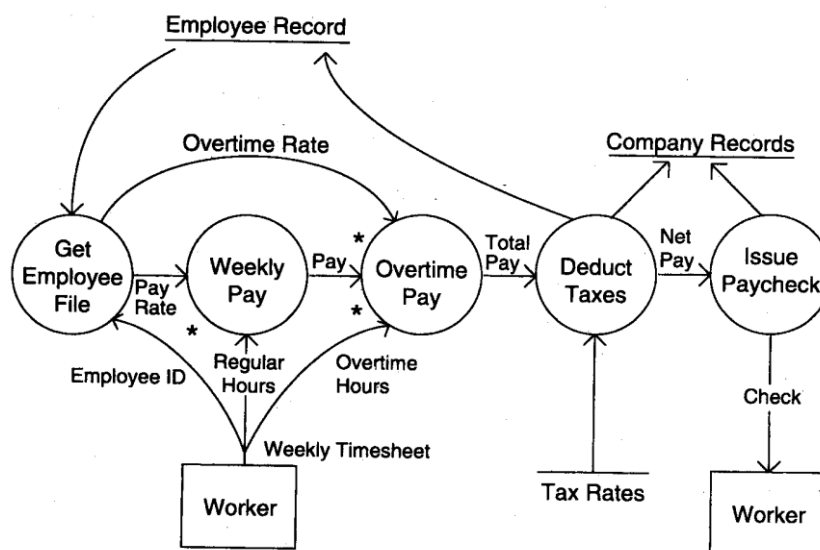 Employee Record
Overtime Rate
Company Records
Get
Employee
File
Pay
Rate
Weekly
Pay
Pay
*
Overtime
Pay
Total
Pay
Deduct
Taxes
Net
Pay
Issue
Paycheck
*
*
Employee ID
Regular
Hours
Overtime
Hours
Check
Weekly Timesheet
Worker
Tax Rates
Worker